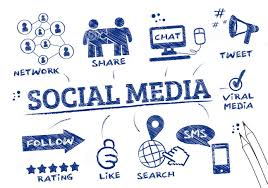 CHAT
TWEET
SHARE
NETWORK
SOCIAL MEDIA
VIRAL
MEDIA
FOLLOW
SMS
RATING
LIKE
SEARCH